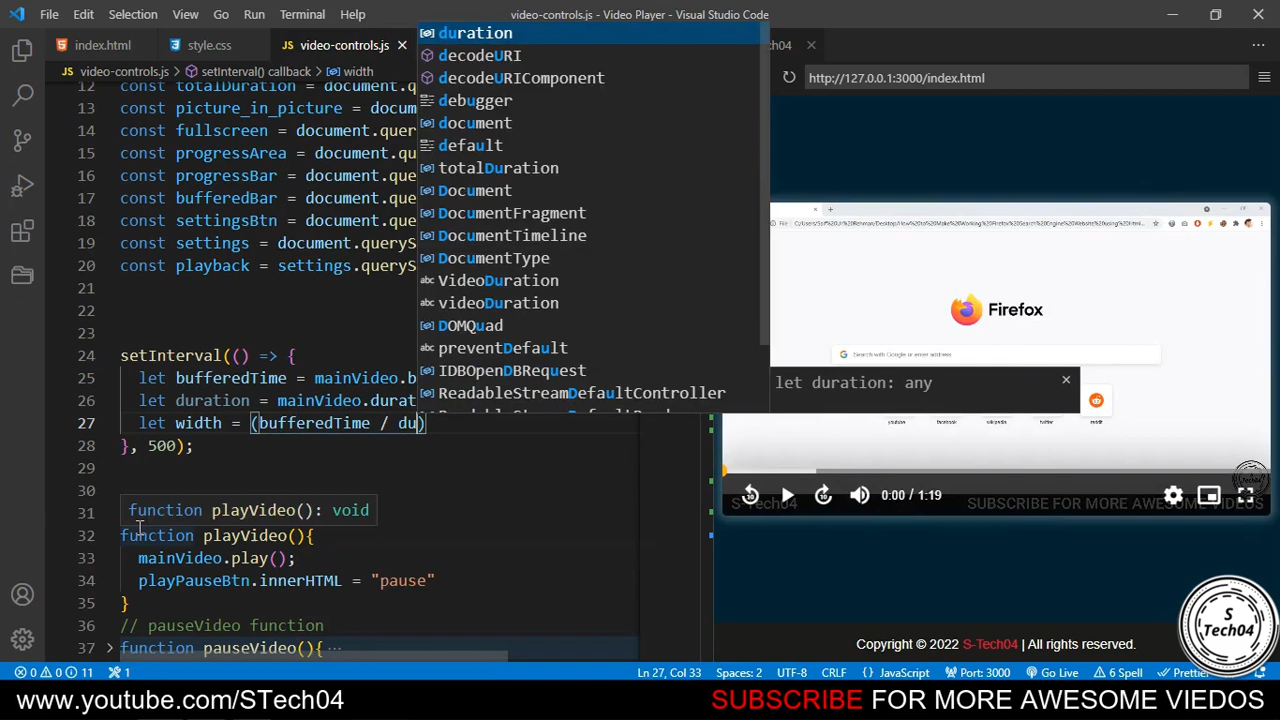 File Edit Selection View Go Run Terminal Help video-controls.js - Video Player - Visual Studio Code
index.html style.css video-controls.js
video-controls.js > setInterval() callback > width
http://127.0.0.1:3000/index.html
12 const totalDuration = document.q
13 const picture_in_picture = docum
14 const fullscreen = document.quer
15 const progressArea = document.qu
16 const progressBar = document.que
17 const bufferedBar = document.que
18 const settingsBtn = document.que
19 const settings = document.queryS
20 const playback = settings.queryS
21
22
23
24 setInterval(() => {
25 let bufferedTime = mainVideo.b
26 let duration = mainVideo.durat
27 let width = (bufferedTime / du)
28 }, 500);
29
30
31
function playVideo(): void
32 function playVideo(){
33 mainVideo.play();
34 playPauseBtn.innerHTML = "pause"
35 }
36 // pauseVideo function
37 function pauseVideo(){ ...
duration
decodeURI
decodeURIComponent
debugger
document
default
totalDuration
Document
DocumentFragment
DocumentTimeline
DocumentType
VideoDuration
videoDuration
DOMQuad
preventDefault
IDBOpenDBRequest
ReadableStreamDefaultController
let duration: any
Firefox
Search with Google or enter address
youtube facebook wikipedia twitter reddit
0:00 / 1:19
S-Tech04 SUBSCRIBE FOR MORE AWESOME VIDEOS
Copyright © 2022 S-Tech04 | All rights reserved.
S
Tech04
0 0 11 1 Ln 27, Col 33 Spaces: 2 UTF-8 CRLF {} JavaScript Port: 3000 Go Live 6 Spell Prettier
www.youtube.com/STech04 SUBSCRIBE FOR MORE AWESOME VIEDOS